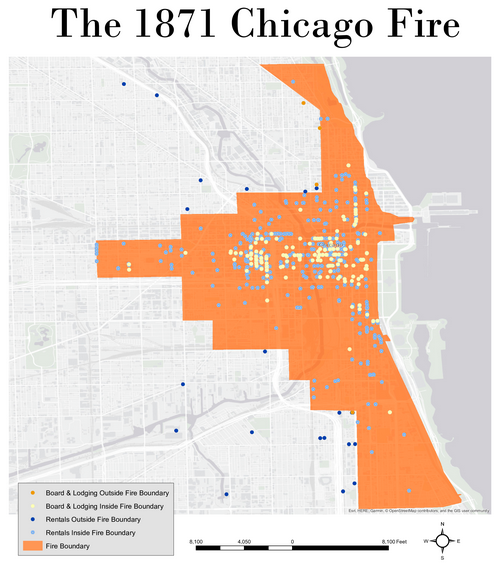 The 1871 Chicago Fire
Esri, HERE, Garmin, © OpenStreetMap contributors, and the GIS user community
Board & Lodging Outside Fire Boundary
Board & Lodging Inside Fire Boundary
Rentals Outside Fire Boundary
Rentals Inside Fire Boundary
Fire Boundary
8,100 4,050 0 8,100 Feet
N
W E
S